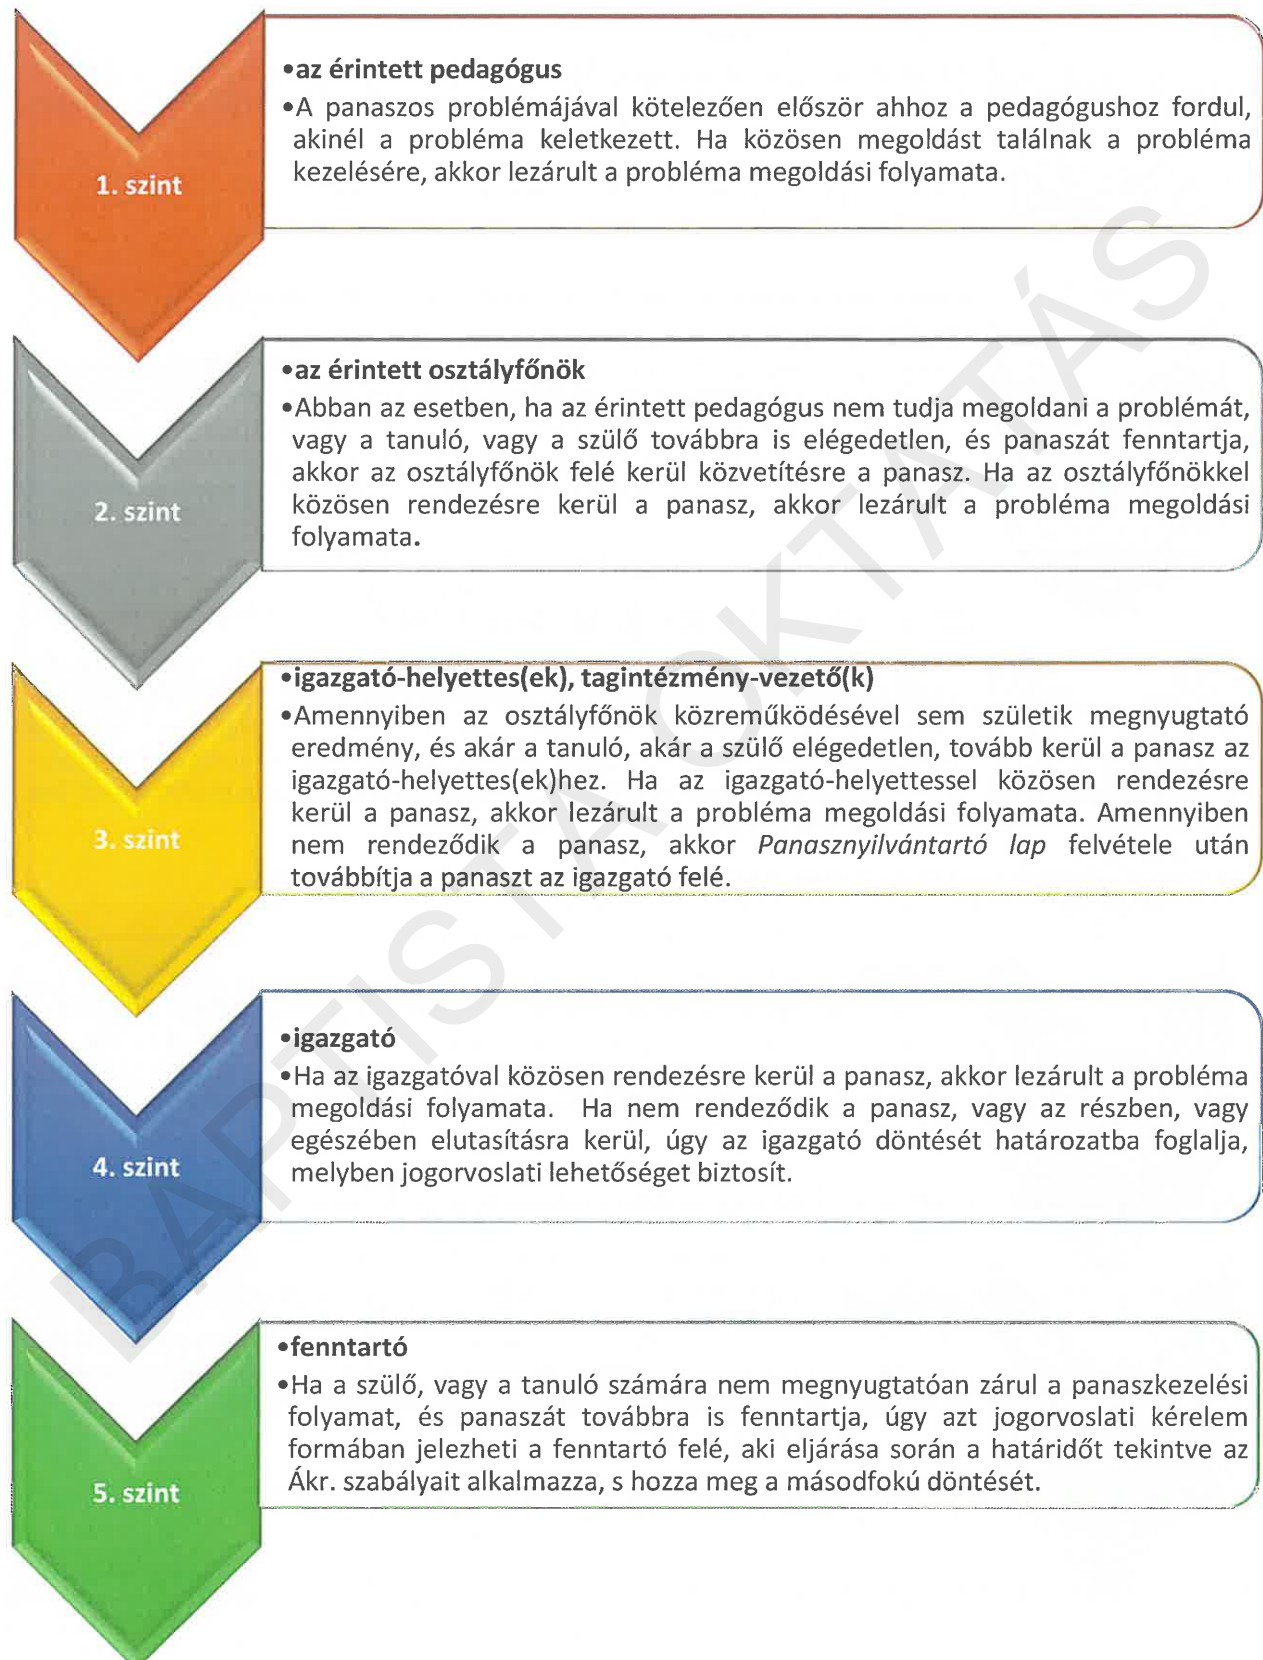 •az érintett pedagógus
•A panaszos problémájával kötelezően először ahhoz a pedagógushoz fordul,
akinél a probléma keletkezett. Ha közösen megoldást találnak a probléma
kezelésére, akkor lezárult a probléma megoldási folyamata.
1. szint
•az érintett osztályfőnök
•Abban az esetben, ha az érintett pedagógus nem tudja megoldani a problémát,
vagy a tanuló, vagy a szülő továbbra is elégedetlen, és panaszát fenntartja,
akkor az osztályfőnök felé kerül közvetítésre a panasz. Ha az osztályfőnökkel
közösen rendezésre kerül a panasz, akkor lezárult a probléma megoldási
folyamata.
2. szint
•igazgató-helyettes(ek), tagintézmény-vezető(k)
•Amennyiben az osztályfőnök közreműködésével sem születik megnyugtató
eredmény, és akár a tanuló, akár a szülő elégedetlen, tovább kerül a panasz az
igazgató-helyettes(ek)hez. Ha az igazgató-helyettessel közösen rendezésre
kerül a panasz, akkor lezárult a probléma megoldási folyamata. Amennyiben
nem rendeződik a panasz, akkor Panasznyilvántartó lap felvétele után
továbbítja a panaszt az igazgató felé.
3. szint
•igazgató
•Ha az igazgatóval közösen rendezésre kerül a panasz, akkor lezárult a probléma
megoldási folyamata. Ha nem rendeződik a panasz, vagy az részben, vagy
egészében elutasításra kerül, úgy az igazgató döntését határozatba foglalja,
melyben jogorvoslati lehetőséget biztosít.
4. szint
•fenntartó
•Ha a szülő, vagy a tanuló számára nem megnyugtatóan zárul a panaszkezelési
folyamat, és panaszát továbbra is fenntartja, úgy azt jogorvoslati kérelem
formában jelezheti a fenntartó felé, aki eljárása során a határidőt tekintve az
Ákr. szabályait alkalmazza, s hozza meg a másodfokú döntését.
5. szint
BAPTISTA OKTATÁS